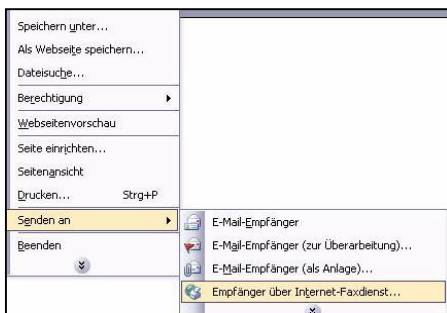 Speichern unter...
Als Webseite speichern...
Dateisuche...
Berechtigung
Webseitenvorschau
Seite einrichten...
Seitenansicht
Drucken... Strg+P
Senden an
Beenden
E-Mail-Empfänger
E-Mail-Empfänger (zur Überarbeitung)...
E-Mail-Empfänger (als Anlage)...
Empfänger über Internet-Faxdienst...